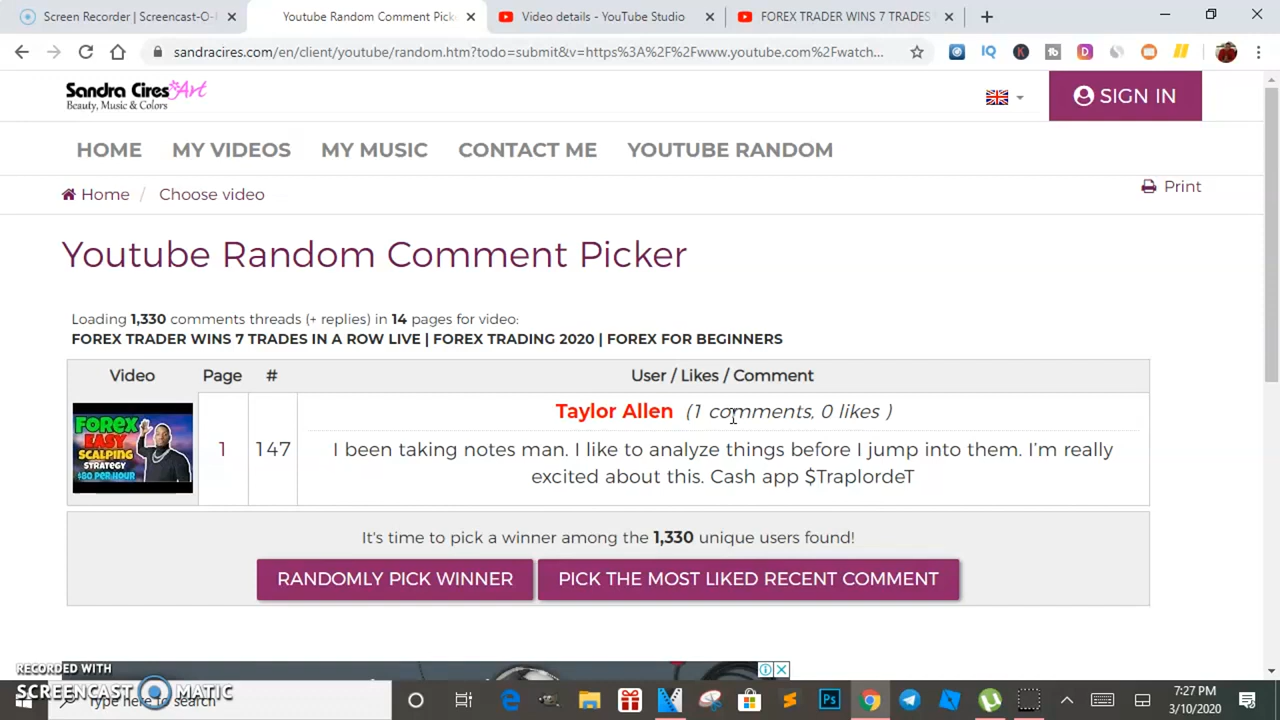 Screen Recorder | Screencast-O-
Youtube Random Comment Picke
Video details - YouTube Studio
FOREX TRADER WINS 7 TRADES
sandracires.com/en/client/youtube/random.htm?todo=submit&v=https%3A%2F%2Fwww.youtube.com%2Fwatch...
Sandra Cires Art
Beauty, Music & Colors
SIGN IN
HOME MY VIDEOS MY MUSIC CONTACT ME YOUTUBE RANDOM
Home / Choose video
Print
Youtube Random Comment Picker
Loading 1,330 comments threads (+ replies) in 14 pages for video:
FOREX TRADER WINS 7 TRADES IN A ROW LIVE | FOREX TRADING 2020 | FOREX FOR BEGINNERS
Video Page # User / Likes / Comment
FOREX
EASY
SCALPING
STRATEGY
$80 PER HOUR
1 147
Taylor Allen (1 comments, 0 likes )
I been taking notes man. I like to analyze things before I jump into them. I'm really
excited about this. Cash app $TraplordeT
It's time to pick a winner among the 1,330 unique users found!
RANDOMLY PICK WINNER PICK THE MOST LIKED RECENT COMMENT
RECORDED WITH
SCREENCAST MATIC
Type here to search
Ps
7:27 PM
3/10/2020